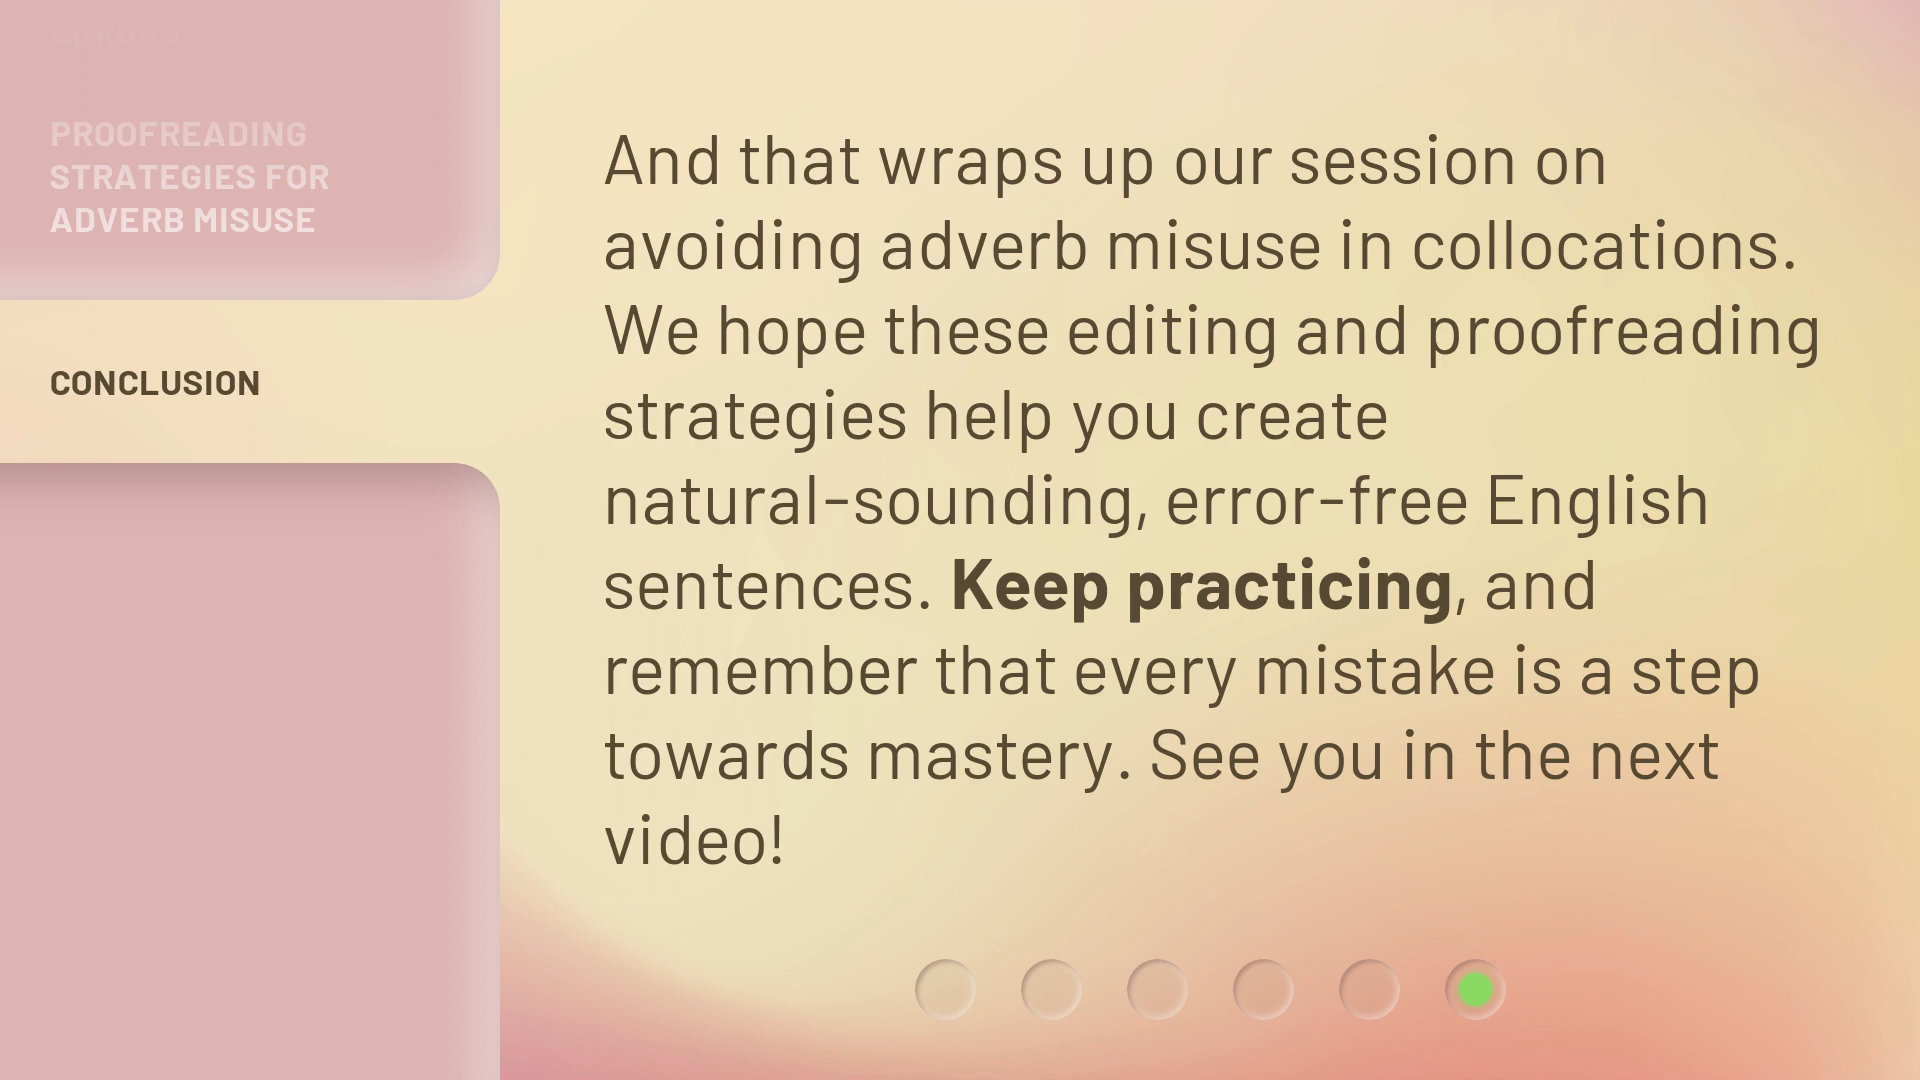 ERRORS
PROOFREADING
STRATEGIES FOR
ADVERB MISUSE
CONCLUSION
And that wraps up our session on
avoiding adverb misuse in collocations.
We hope these editing and proofreading
strategies help you create
natural-sounding, error-free English
sentences. Keep practicing, and
remember that every mistake is a step
towards mastery. See you in the next
video!